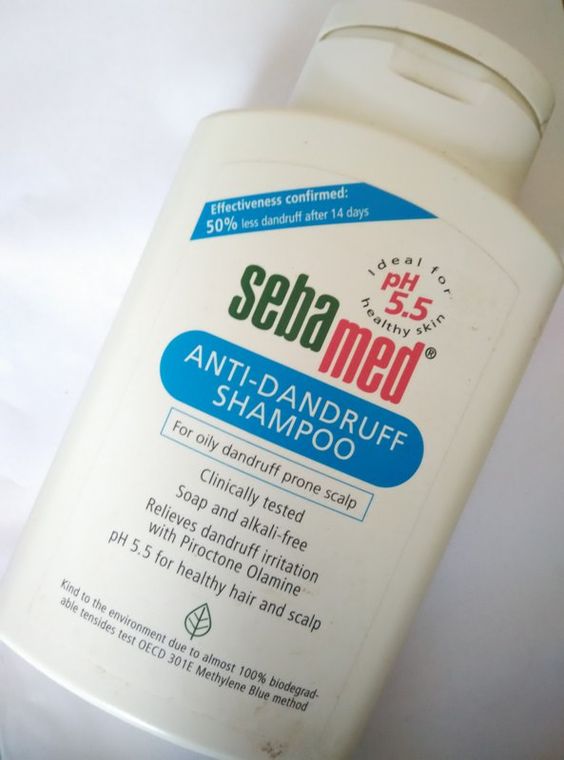 Effectiveness confirmed:
50% less dandruff after 14 days
ideal for
pH
5.5
healthy skin
sebamed®
ANTI-DANDRUFF
SHAMPOO
For oily dandruff prone scalp
Clinically tested
Soap and alkali-free
Relieves dandruff irritation
with Piroctone Olamine
pH 5.5 for healthy hair and scalp
Kind to the environment due to almost 100% biodegrad-
able tensides test OECD 301E Methylene Blue method